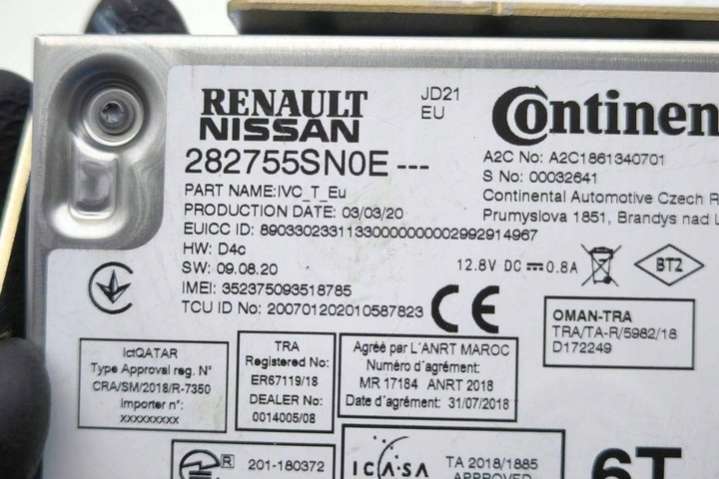 RENAULT
NISSAN
JD21
EU
282755SN0E ---
A2C No: A2C1861340701
S No: 00032641
PART NAME:IVC_T_Eu
Continental Automotive Czech
PRODUCTION DATE: 03/03/20
Prumyslova 1851, Brandys nad
EUICC ID: 89033023311330000000002992914967
HW: D4c
SW: 09.08.20
12.8V DC 0.8A
BT2
IMEI: 352375093518785
TCU ID No: 200701202010587823
CE
OMAN-TRA
TRA/TA-R/5982/18
D172249
IctQATAR
Type Approval reg. N°
CRA/SM/2018/R-7350
Importer n°:
xxxxxxxxx
TRA
Registered No:
ER67119/18
DEALER No:
0014005/08
Agréé par L'ANRT MAROC
Numéro d'agrément:
MR 17184 ANRT 2018
Date d'agrément: 31/07/2018
R 201-180372
ICASA
TA 2018/1885
APPROVED
6T